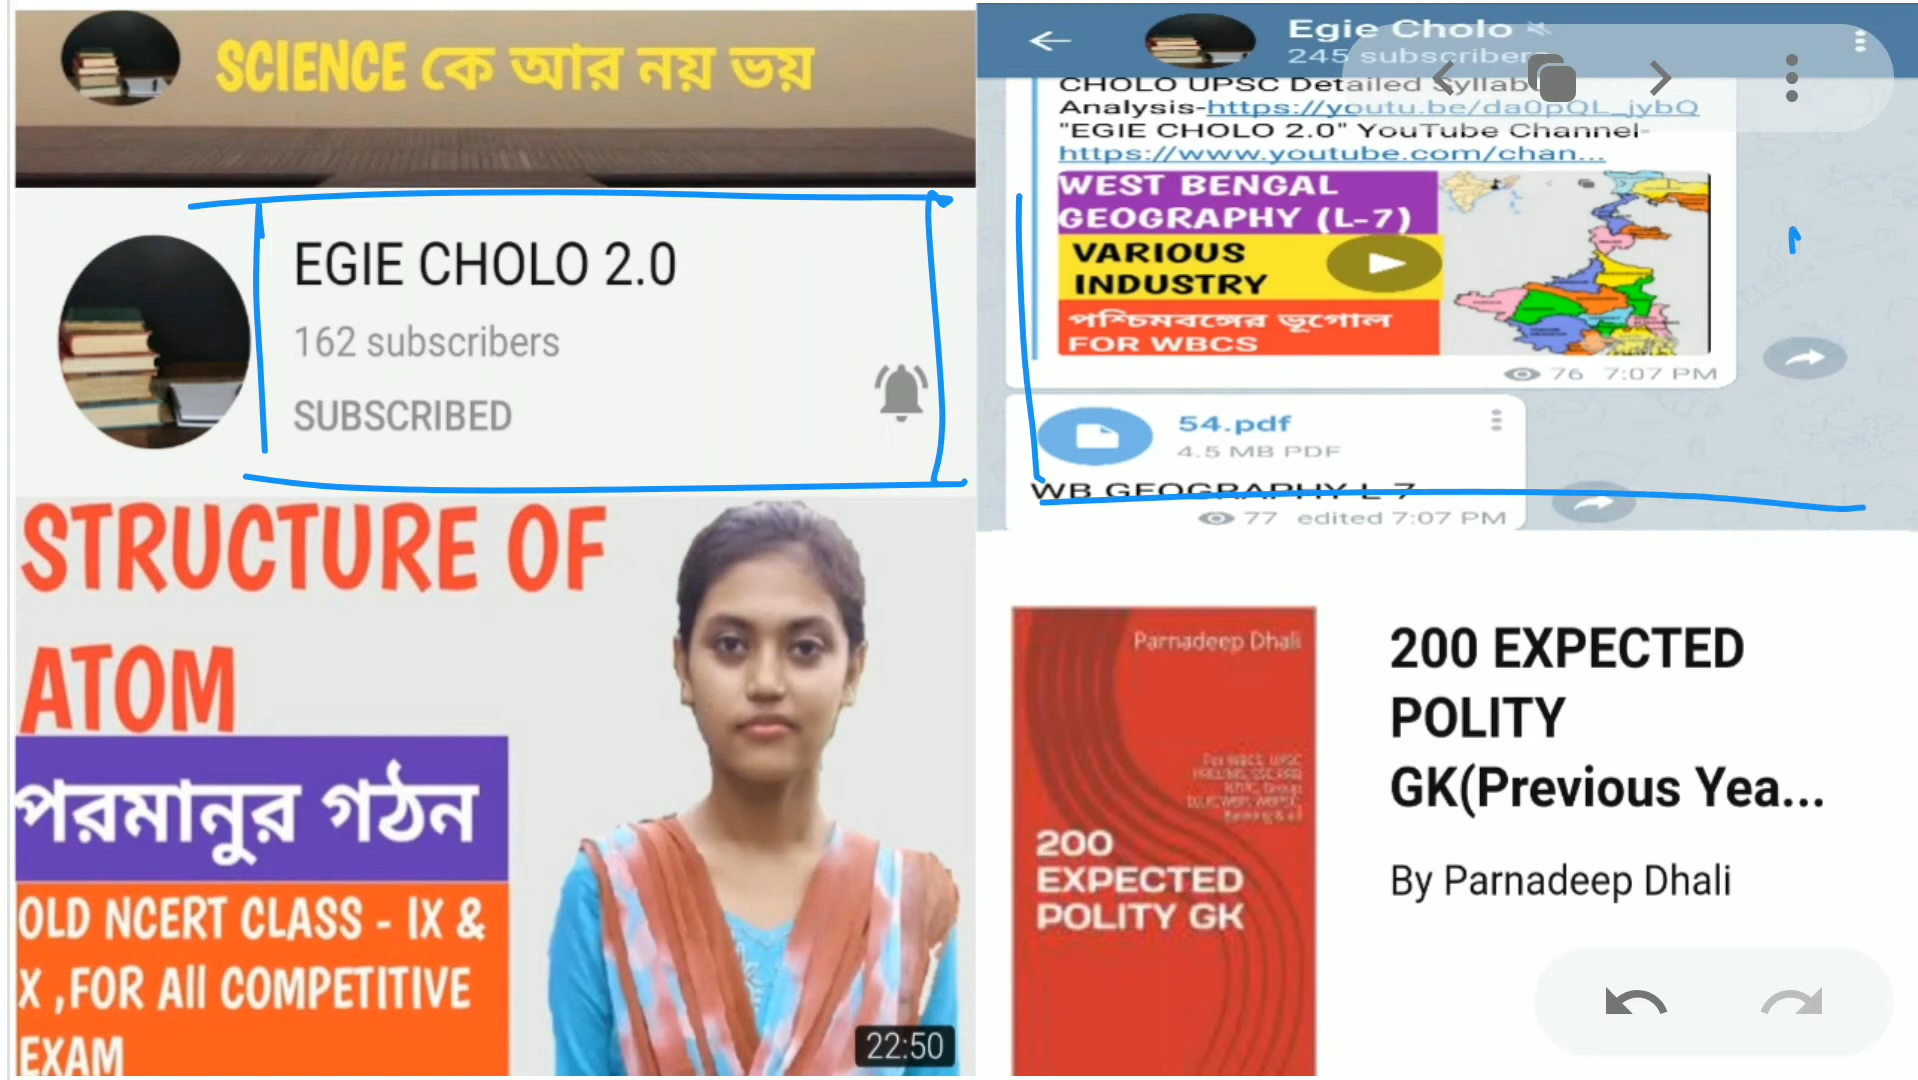 SCIENCE কে আর নয় ভয়
EGIE CHOLO 2.0
162 subscribers
SUBSCRIBED
STRUCTURE OF
ATOM
পরমানুর গঠন
OLD NCERT CLASS - IX &
X ,FOR All COMPETITIVE
EXAM
22:50
Egie Cholo
245 subscribers
CHOLO UPSC Detailed Syllab
Analysis-https://youtu.be/da0pQL_jybQ
"EGIE CHOLO 2.0" YouTube Channel-
https://www.youtube.com/chan...
WEST BENGAL
GEOGRAPHY (L-7)
VARIOUS
INDUSTRY
পশ্চিমবঙ্গের ভূগোল
FOR WBCS
76 7:07 PM
54.pdf
4.5 MB PDF
WB GEOGRAPHY L-7
77 edited 7:07 PM
Parnadeep Dhali
For WBCS, UPSC
200
EXPECTED
POLITY GK
200 EXPECTED
POLITY
GK(Previous Yea...
By Parnadeep Dhali